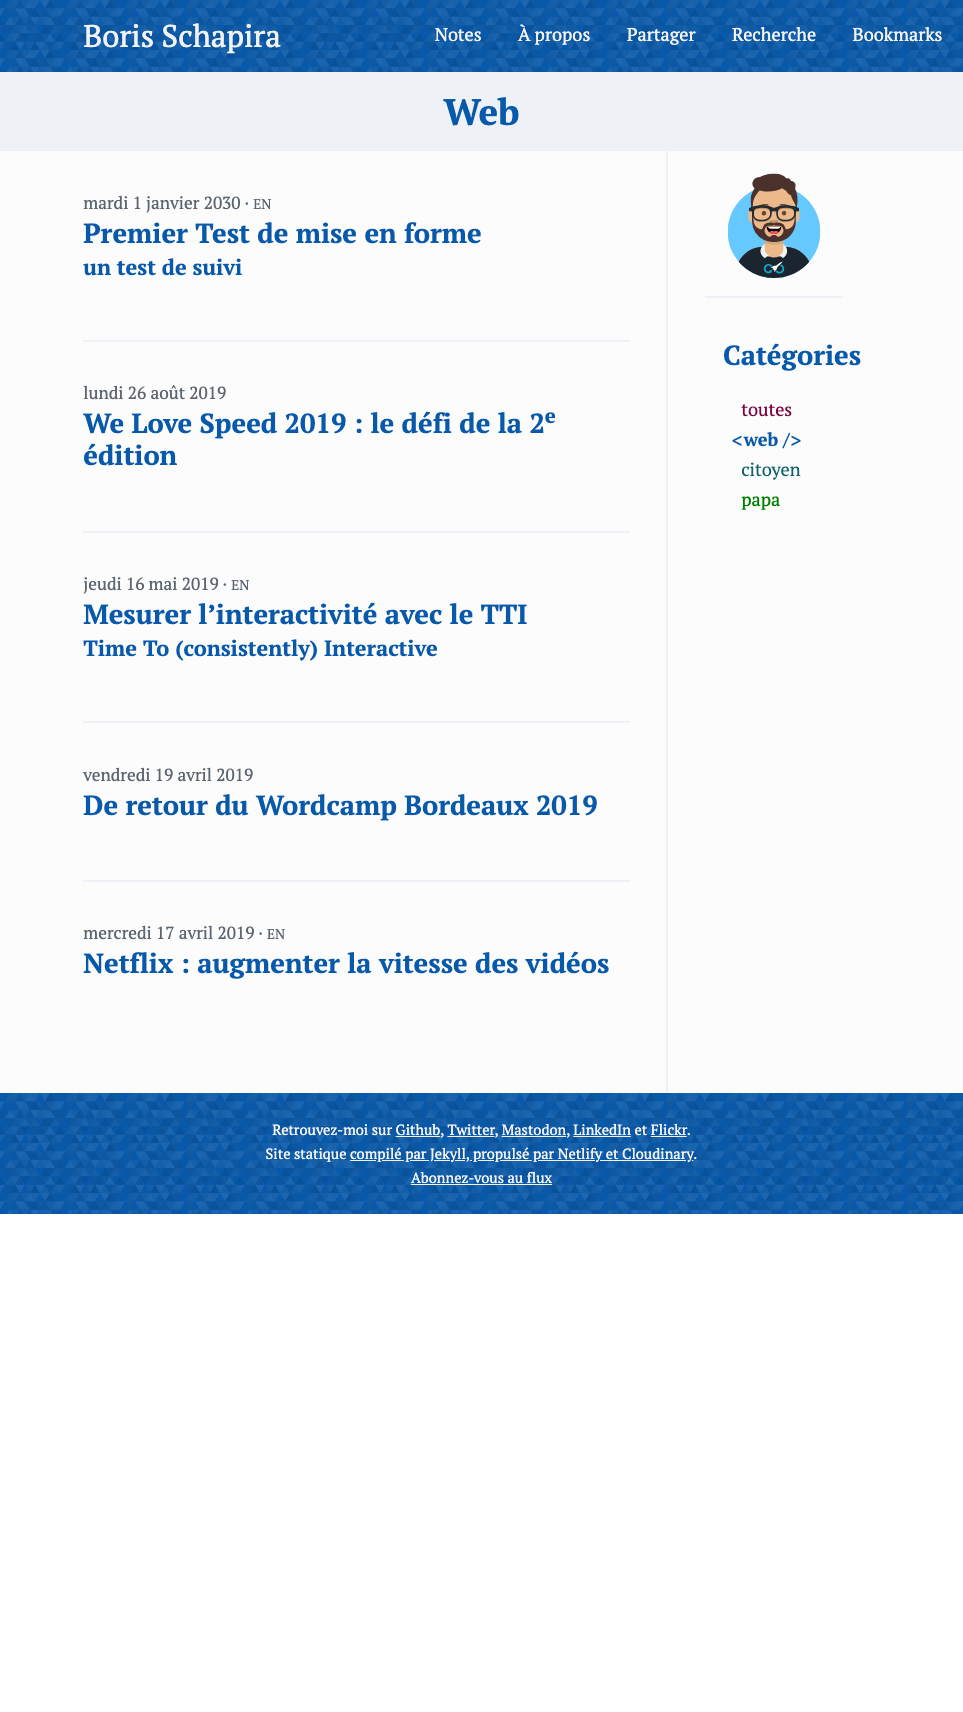 Boris Schapira
Notes À propos Partager Recherche Bookmarks
Web
mardi 1 janvier 2030 · EN
Premier Test de mise en forme
un test de suivi
lundi 26 août 2019
We Love Speed 2019 : le défi de la 2e
édition
jeudi 16 mai 2019 · EN
Mesurer l’interactivité avec le TTI
Time To (consistently) Interactive
vendredi 19 avril 2019
De retour du Wordcamp Bordeaux 2019
mercredi 17 avril 2019 · EN
Netflix : augmenter la vitesse des vidéos
Catégories
toutes
<web />
citoyen
papa
Retrouvez-moi sur Github, Twitter, Mastodon, LinkedIn et Flickr.
Site statique compilé par Jekyll, propulsé par Netlify et Cloudinary.
Abonnez-vous au flux